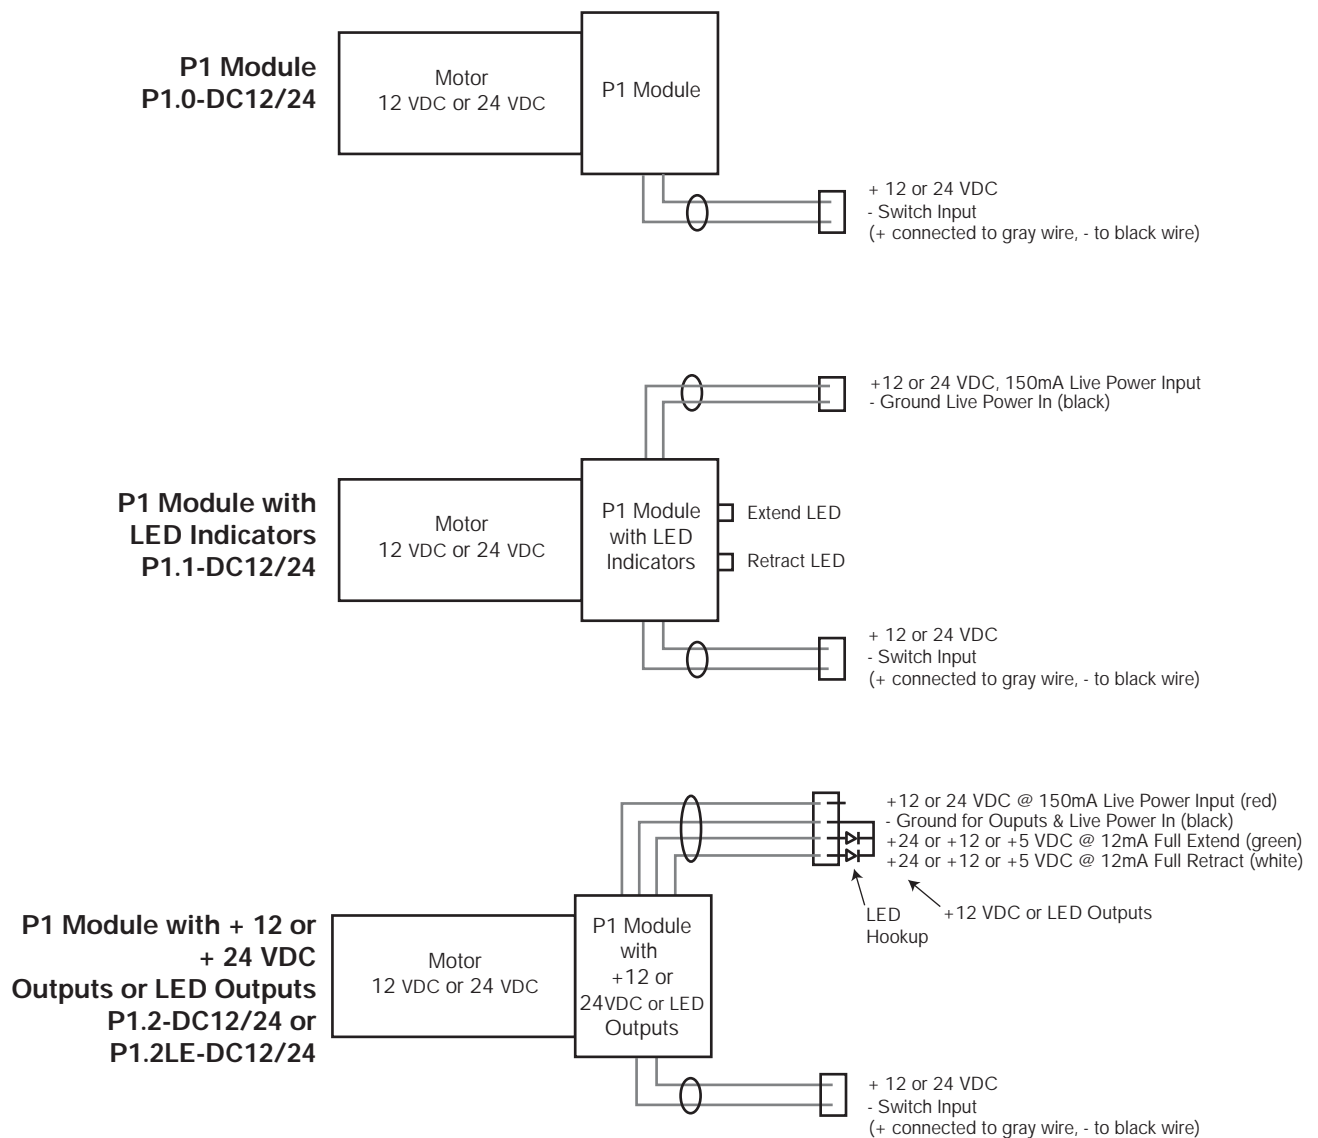 P1 Module
P1.0-DC12/24
Motor
12 VDC or 24 VDC
P1 Module
+ 12 or 24 VDC
- Switch Input
(+ connected to gray wire, - to black wire)
+12 or 24 VDC, 150mA Live Power Input
- Ground Live Power In (black)
P1 Module with
LED Indicators
P1.1-DC12/24
Motor
12 VDC or 24 VDC
P1 Module
with LED
Indicators
Extend LED
Retract LED
+ 12 or 24 VDC
- Switch Input
(+ connected to gray wire, - to black wire)
+12 or 24 VDC @ 150mA Live Power Input (red)
- Ground for Ouputs & Live Power In (black)
+24 or +12 or +5 VDC @ 12mA Full Extend (green)
+24 or +12 or +5 VDC @ 12mA Full Retract (white)
LED
Hookup
+12 VDC or LED Outputs
P1 Module with + 12 or
+ 24 VDC
Outputs or LED Outputs
P1.2-DC12/24 or
P1.2LE-DC12/24
Motor
12 VDC or 24 VDC
P1 Module
with
+12 or
24VDC or LED
Outputs
+ 12 or 24 VDC
- Switch Input
(+ connected to gray wire, - to black wire)